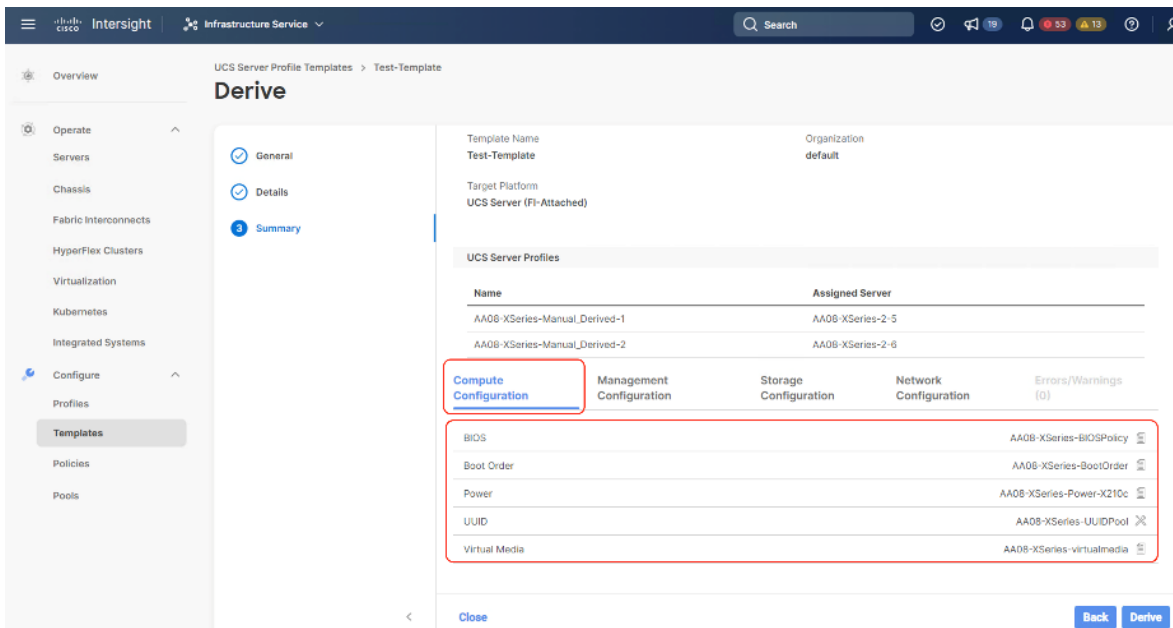 cisco Intersight Infrastructure Service Search 19 53 13
Overview
Operate
Servers
Chassis
Fabric Interconnects
HyperFlex Clusters
Virtualization
Kubernetes
Integrated Systems
Configure
Profiles
Templates
Policies
Pools
UCS Server Profile Templates > Test-Template
Derive
General
Details
3 Summary
Template Name Organization
Test-Template default
Target Platform
UCS Server (FI-Attached)
UCS Server Profiles
Name Assigned Server
AA08-XSeries-Manual_Derived-1 AA08-XSeries-2-5
AA08-XSeries-Manual_Derived-2 AA08-XSeries-2-6
Compute Management Storage Network Errors/Warnings
Configuration Configuration Configuration Configuration (0)
BIOS AA08-XSeries-BIOSPolicy
Boot Order AA08-XSeries-BootOrder
Power AA08-XSeries-Power-X210c
UUID AA08-XSeries-UUIDPool
Virtual Media AA08-XSeries-virtualmedia
Close Back Derive